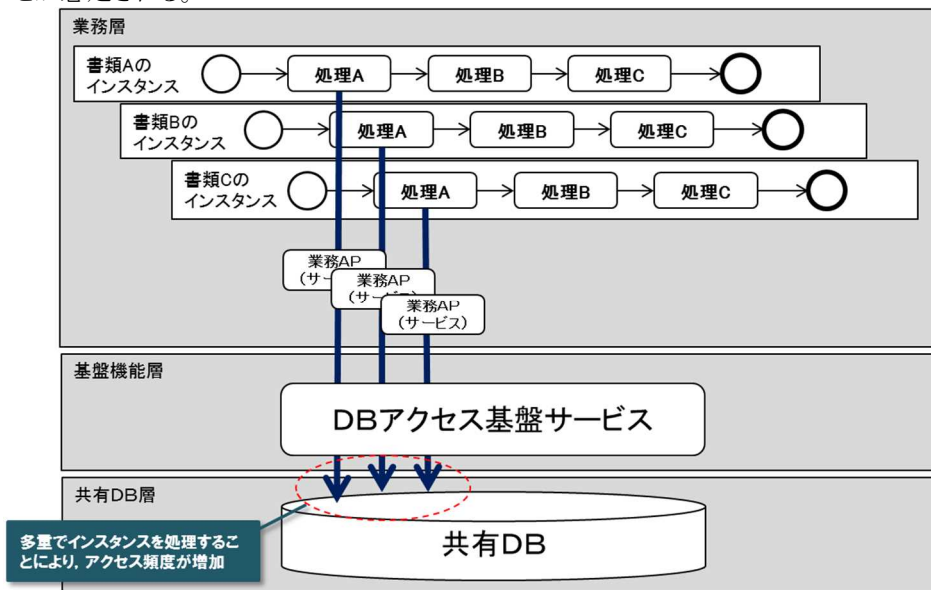 業務層
書類Aの
インスタンス
処理A
処理B
処理C
書類Bの
インスタンス
処理A
処理B
処理C
書類Cの
インスタンス
処理A
処理B
処理C
業務AP
(サー
業務AP
(サー
業務AP
(サービス)
基盤機能層
DBアクセス基盤サービス
共有DB層
共有DB
多量でインスタンスを処理するこ
とにより,アクセス頻度が増加